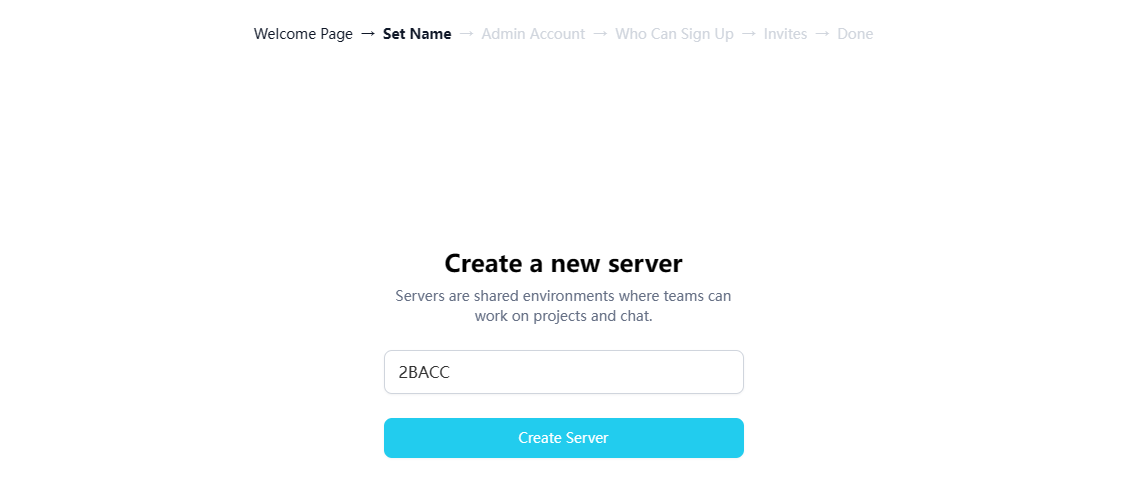 Welcome Page → Set Name → Admin Account → Who Can Sign Up → Invites → Done
Create a new server
Servers are shared environments where teams can
work on projects and chat.
2BACC
Create Server